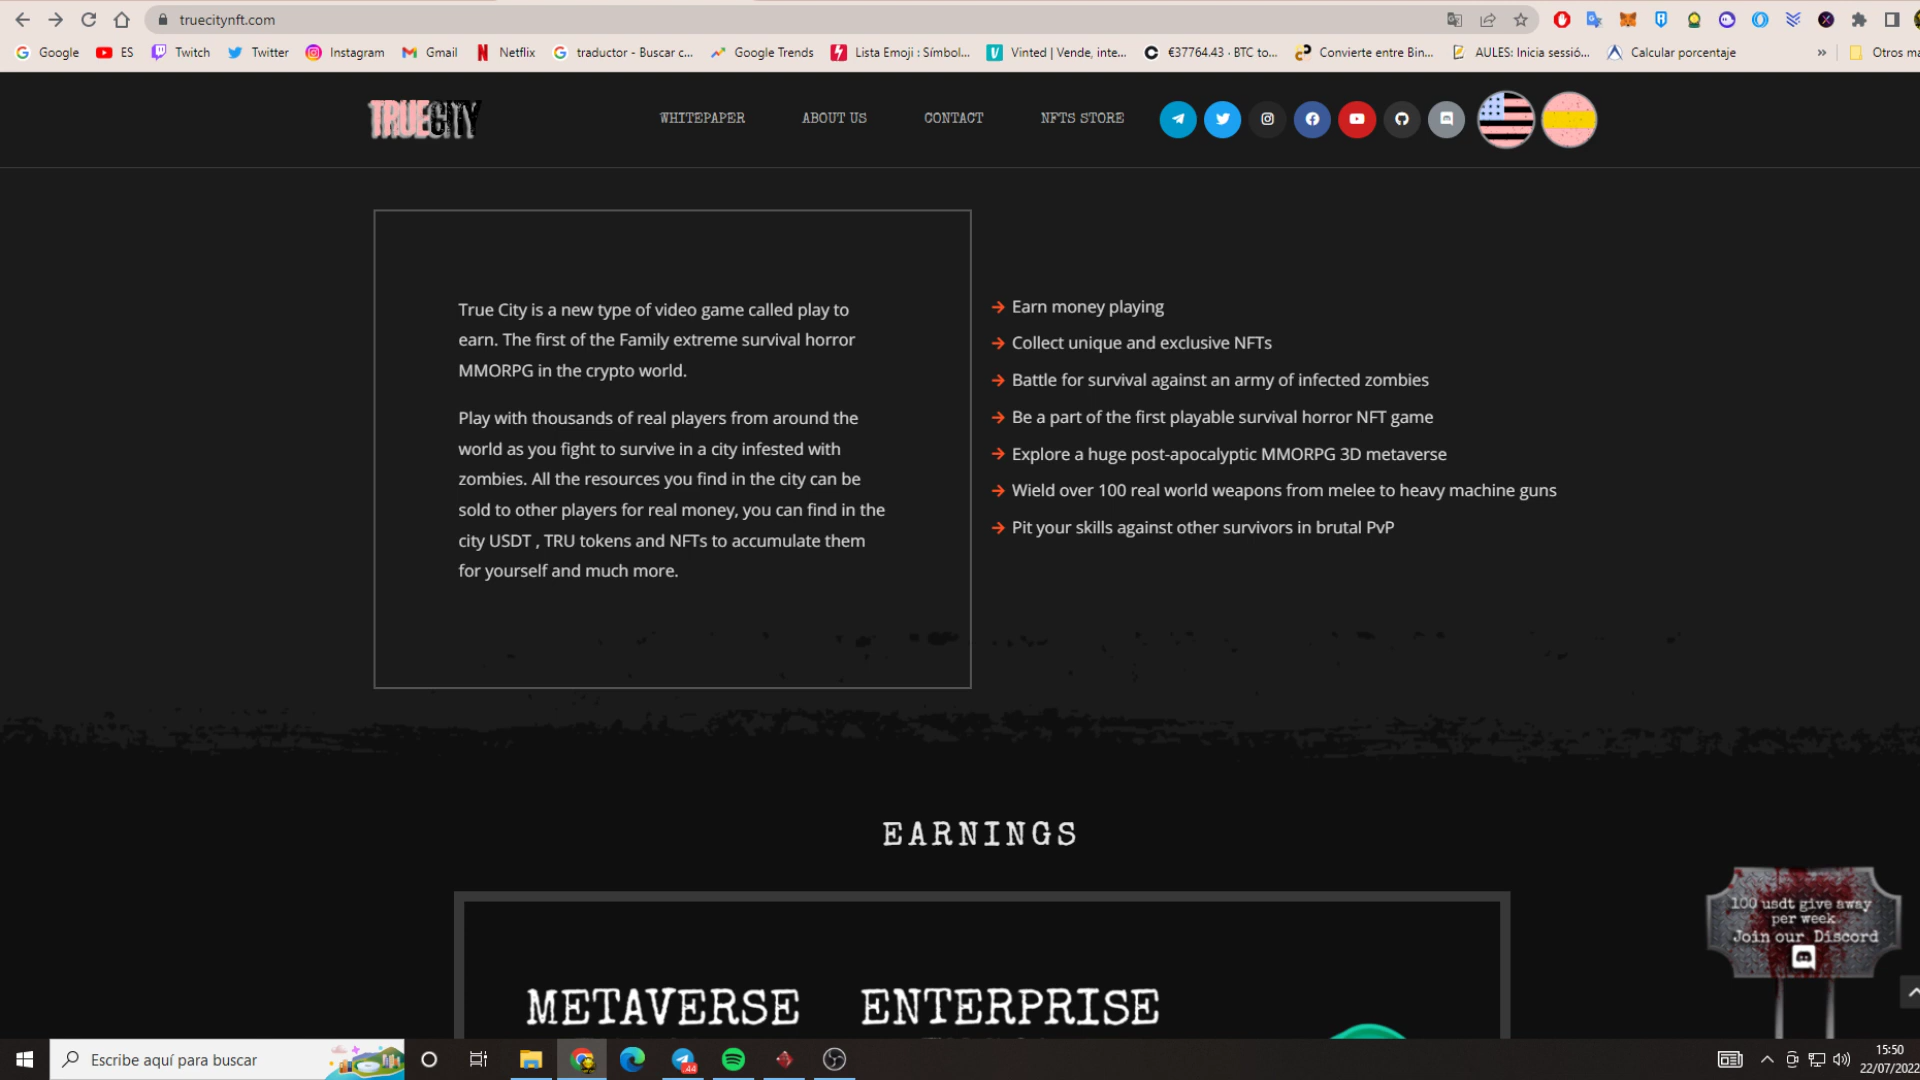 truecitynft.com
Google
ES
Twitch
Twitter
Instagram
Gmail
Netflix
traductor - Buscar c...
Google Trends
Lista Emoji : Símbol...
Vinted | Vende, inte...
€37764.43 · BTC to...
Convierte entre Bin...
AULES: Inicia sessió...
Calcular porcentaje
»
Otros ma
TRUECITY
WHITEPAPER
ABOUT US
CONTACT
NFTS STORE
True City is a new type of video game called play to
earn. The first of the Family extreme survival horror
MMORPG in the crypto world.
Play with thousands of real players from around the
world as you fight to survive in a city infested with
zombies. All the resources you find in the city can be
sold to other players for real money, you can find in the
city USDT , TRU tokens and NFTs to accumulate them
for yourself and much more.
Earn money playing
Collect unique and exclusive NFTs
Battle for survival against an army of infected zombies
Be a part of the first playable survival horror NFT game
Explore a huge post-apocalyptic MMORPG 3D metaverse
Wield over 100 real world weapons from melee to heavy machine guns
Pit your skills against other survivors in brutal PvP
EARNINGS
METAVERSE
ENTERPRISE
100 usdt give away
per week
Join our Discord
Escribe aquí para buscar
44
15:50
22/07/2022